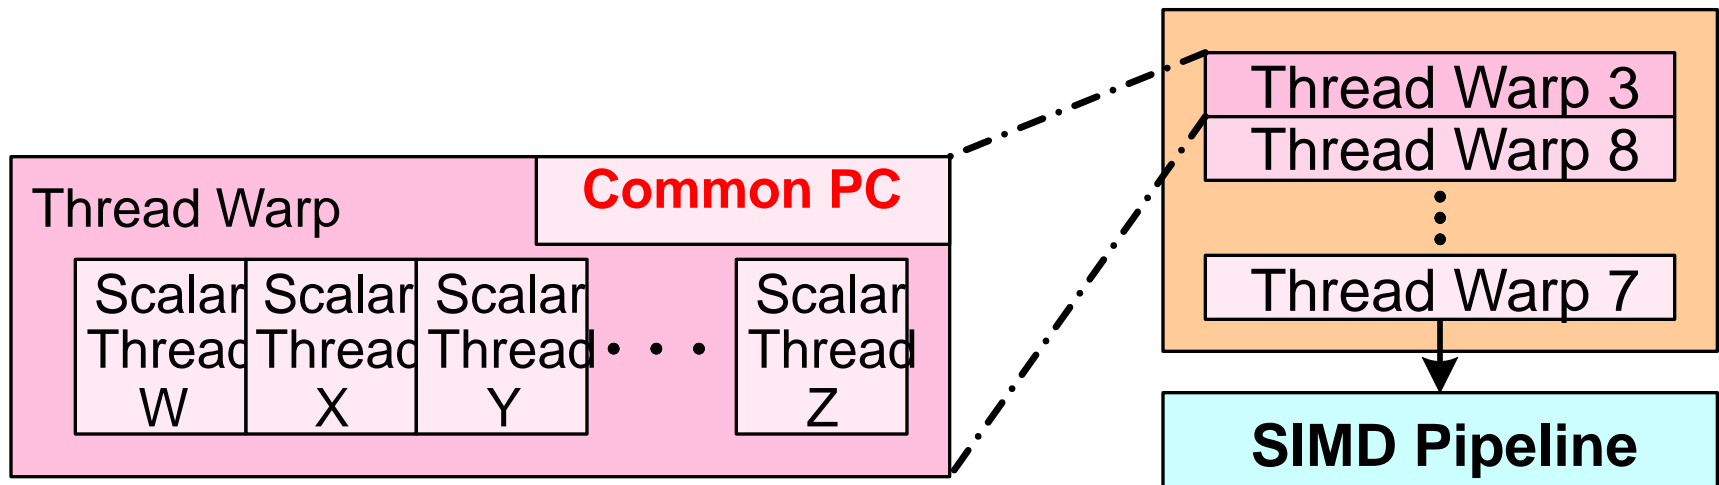 Thread Warp
Common PC
Scalar Thread W
Scalar Thread X
Scalar Thread Y
Scalar Thread Z
Thread Warp 3
Thread Warp 8
Thread Warp 7
SIMD Pipeline